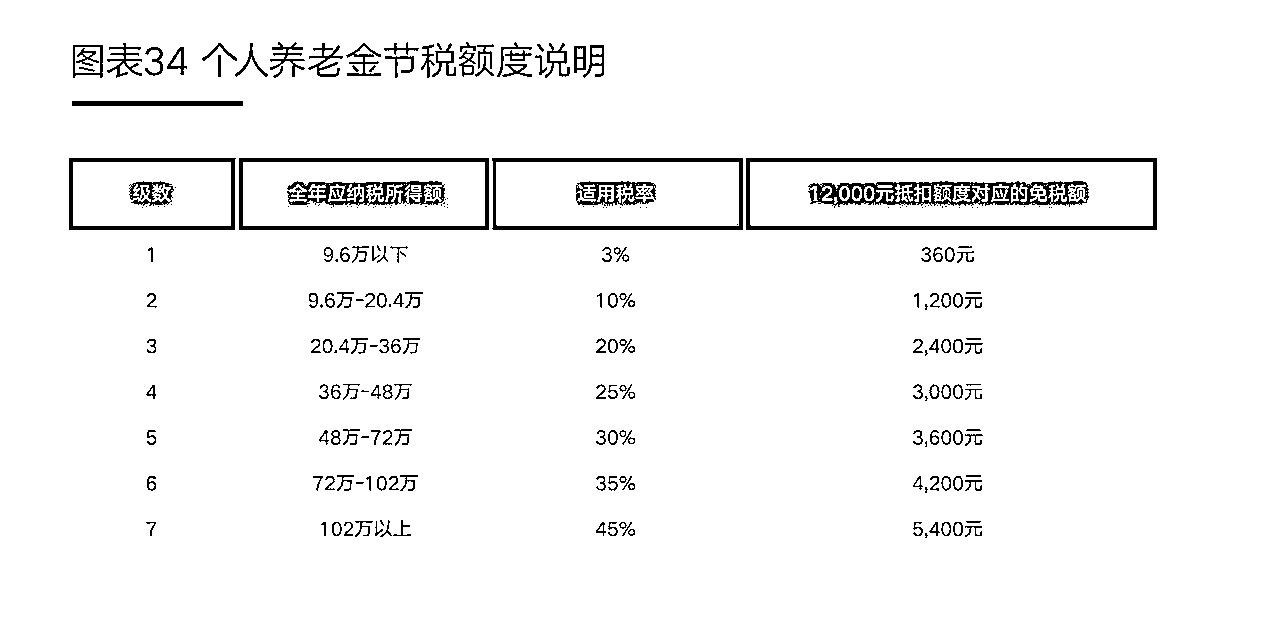 图表34 个人养老金节税额度说明
级数 全年应纳税所得额 适用税率 12,000元抵扣额度对应的免税额
1 9.6万以下 3% 360元
2 9.6万-20.4万 10% 1,200元
3 20.4万-36万 20% 2,400元
4 36万-48万 25% 3,000元
5 48万-72万 30% 3,600元
6 72万-102万 35% 4,200元
7 102万以上 45% 5,400元